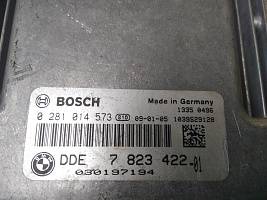 BOSCH
Made in Germany
1335 0496
0 281 014 573 010 09-01-05 1039S29128
DDE 7 823 422-01
030197194